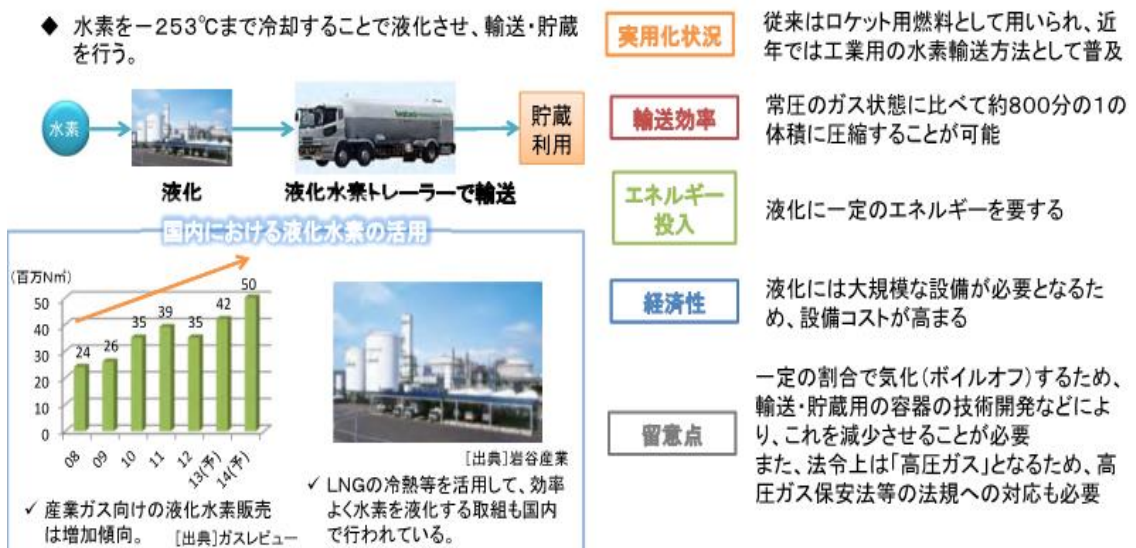 ◆ 水素を－253℃まで冷却することで液化させ、輸送・貯蔵
を行う。
水素
貯蔵
利用
液化
液化水素トレーラーで輸送
国内における液化水素の活用
(百万N㎥)
50
40
30
20
10
0
24
26
35
39
35
42
50
08
09
10
11
12
13(予)
14(予)
✓ 産業ガス向けの液化水素販売
は増加傾向。 [出典]ガスレビュー
[出典]岩谷産業
✓ LNGの冷熱等を活用して、効率
よく水素を液化する取組も国内
で行われている。
実用化状況
従来はロケット用燃料として用いられ、近
年では工業用の水素輸送方法として普及
輸送効率
常圧のガス状態に比べて約800分の1の
体積に圧縮することが可能
エネルギー
投入
液化に一定のエネルギーを要する
経済性
液化には大規模な設備が必要となるた
め、設備コストが高まる
留意点
一定の割合で気化(ボイルオフ)するため、
輸送・貯蔵用の容器の技術開発などによ
り、これを減少させることが必要
また、法令上は「高圧ガス」となるため、高
圧ガス保安法等の法規への対応も必要